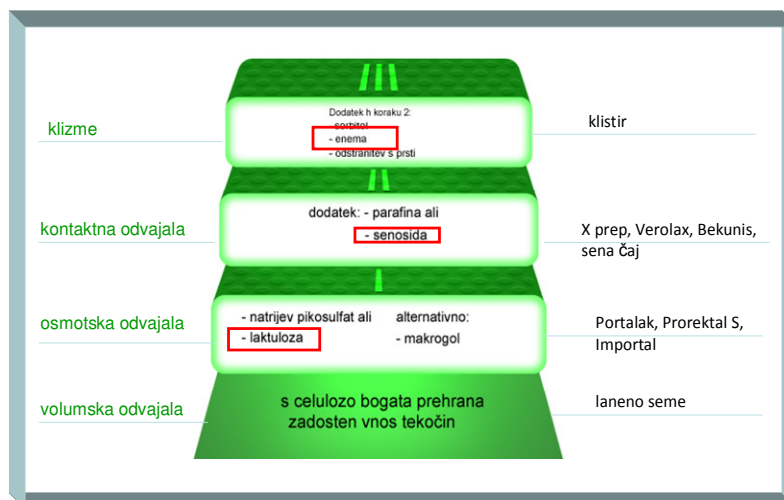 III
Dodatek h koraku 2:
- sorbitol
- enema
- odstranitev s prsti
klizme
klistir
II
dodatek: - parafina ali
- senosida
kontaktna odvajala
X prep, Verolax, Bekunis,
sena čaj
I
- natrijev pikosulfat ali alternativno:
- laktuloza - makrogol
osmotska odvajala
Portalak, Prorektal S,
Importal
s celulozo bogata prehrana
zadosten vnos tekočin
volumska odvajala
laneno seme